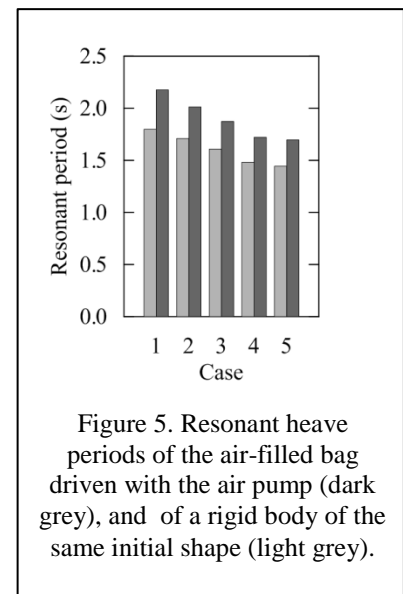 2.5
2.0
1.5
1.0
0.5
0.0
Resonant period (s)
1 2 3 4 5
Case
Figure 5. Resonant heave
periods of the air-filled bag
driven with the air pump (dark
grey), and of a rigid body of the
same initial shape (light grey).